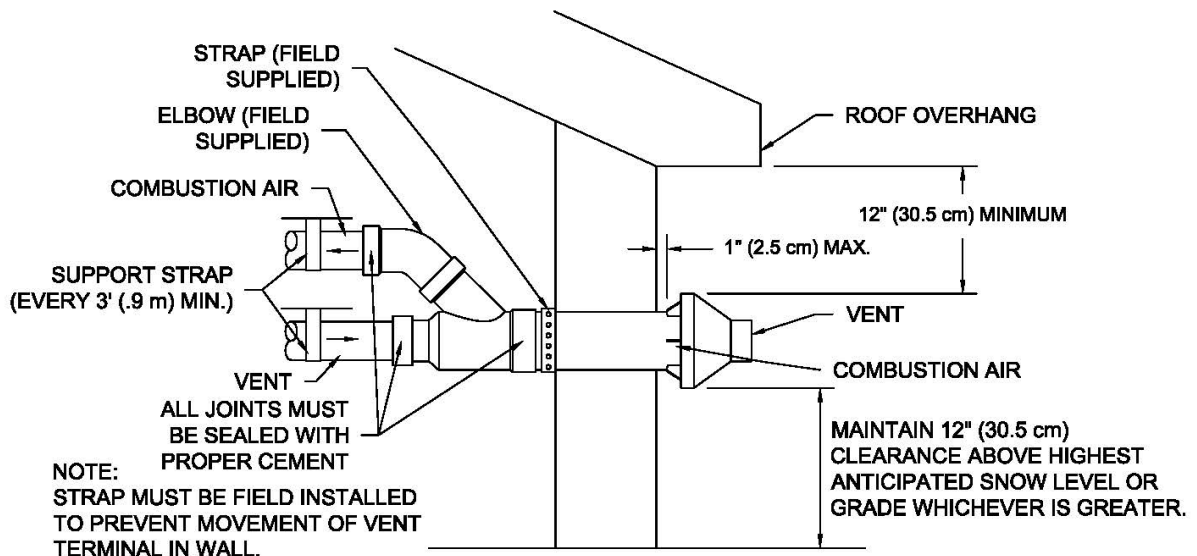 STRAP (FIELD
SUPPLIED)
ELBOW (FIELD
SUPPLIED)
COMBUSTION AIR
SUPPORT STRAP
(EVERY 3' (.9 m) MIN.)
VENT
ALL JOINTS MUST
BE SEALED WITH
PROPER CEMENT
NOTE:
STRAP MUST BE FIELD INSTALLED
TO PREVENT MOVEMENT OF VENT
TERMINAL IN WALL.
ROOF OVERHANG
12" (30.5 cm) MINIMUM
1" (2.5 cm) MAX.
VENT
COMBUSTION AIR
MAINTAIN 12" (30.5 cm)
CLEARANCE ABOVE HIGHEST
ANTICIPATED SNOW LEVEL OR
GRADE WHICHEVER IS GREATER.